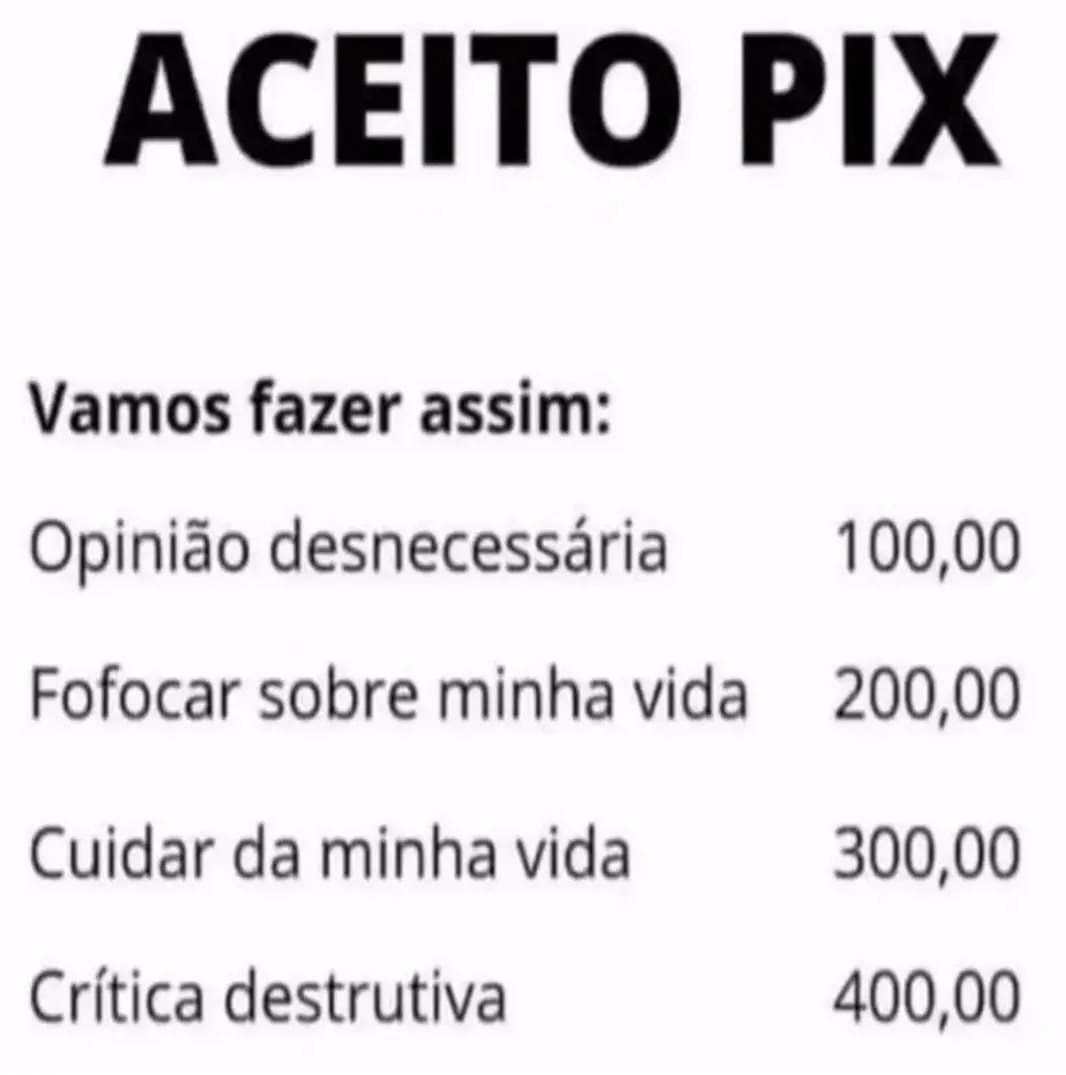 ACEITO PIX
Vamos fazer assim:
Opinião desnecessária 100,00
Fofocar sobre minha vida 200,00
Cuidar da minha vida 300,00
Crítica destrutiva 400,00